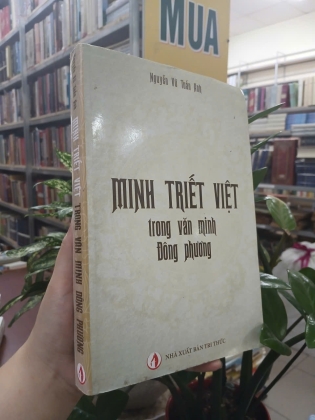 MUA
Nguyễn Vũ Tuấn Anh
MINH TRIẾT VIỆT
trong văn minh
Đông phương
NHÀ XUẤT BẢN TRI THỨC
MINH TRIẾT VIỆT TRONG VĂN MINH ĐÔNG PHƯƠNG